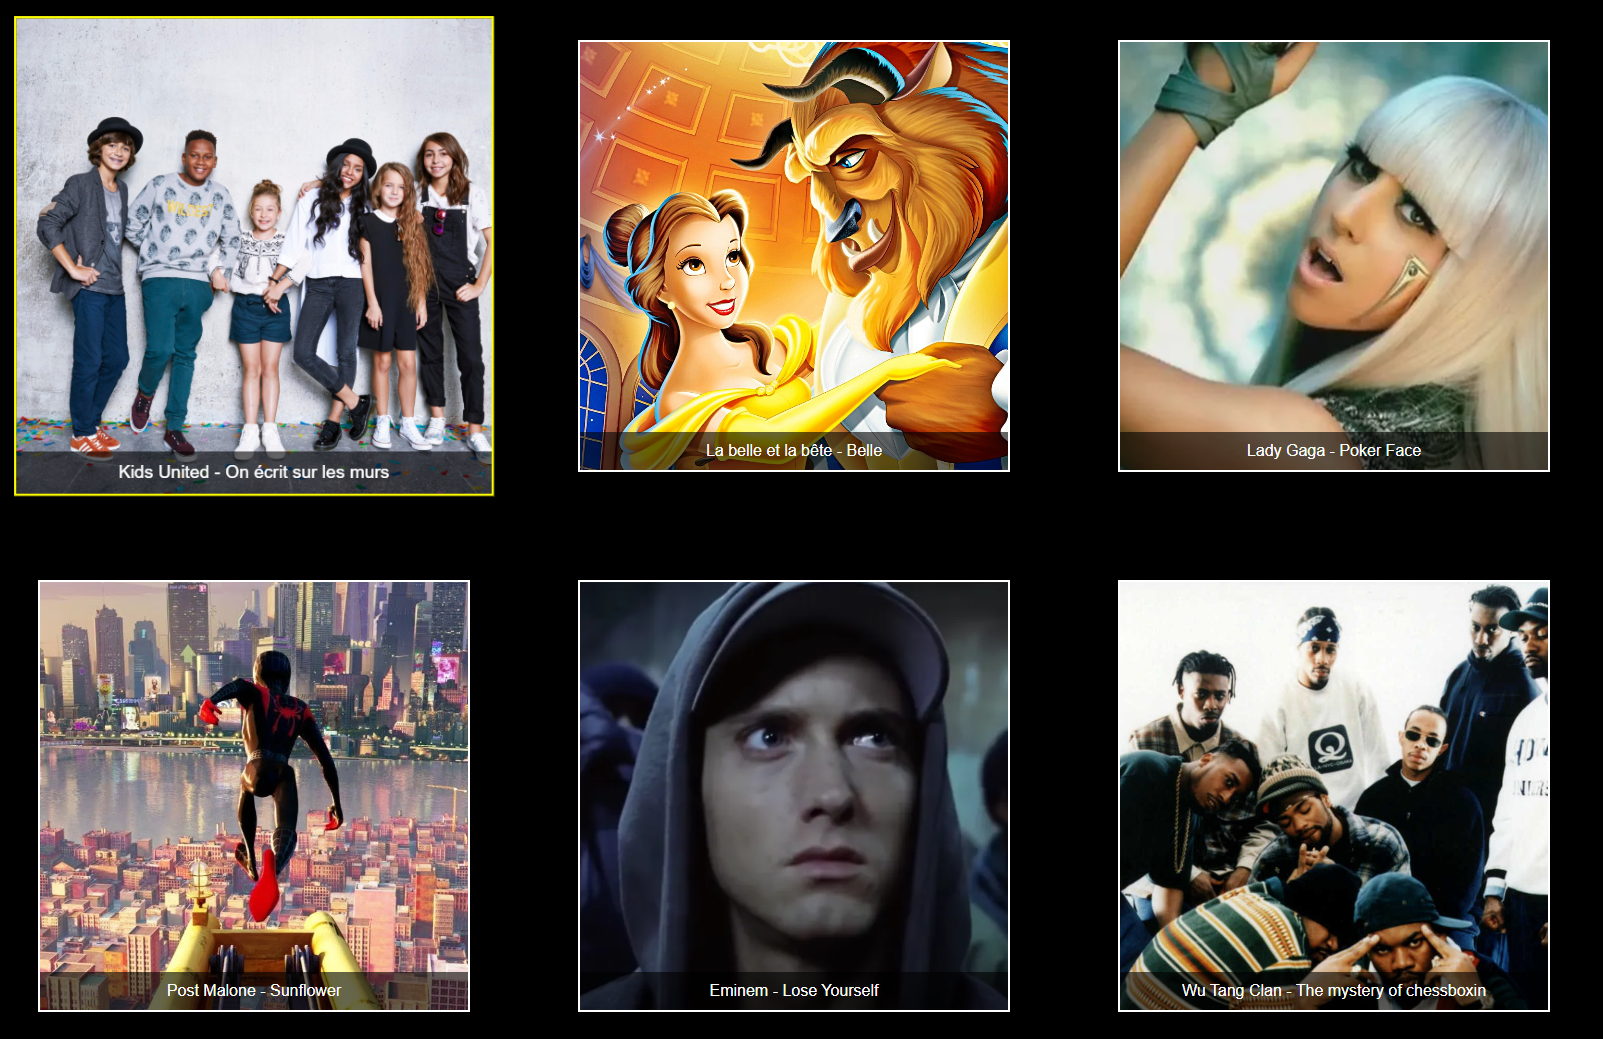 WILDER
Kids United - On écrit sur les murs
La belle et la bête - Belle
Lady Gaga - Poker Face
Post Malone - Sunflower
Eminem - Lose Yourself
Q
Wu Tang Clan - The mystery of chessboxin